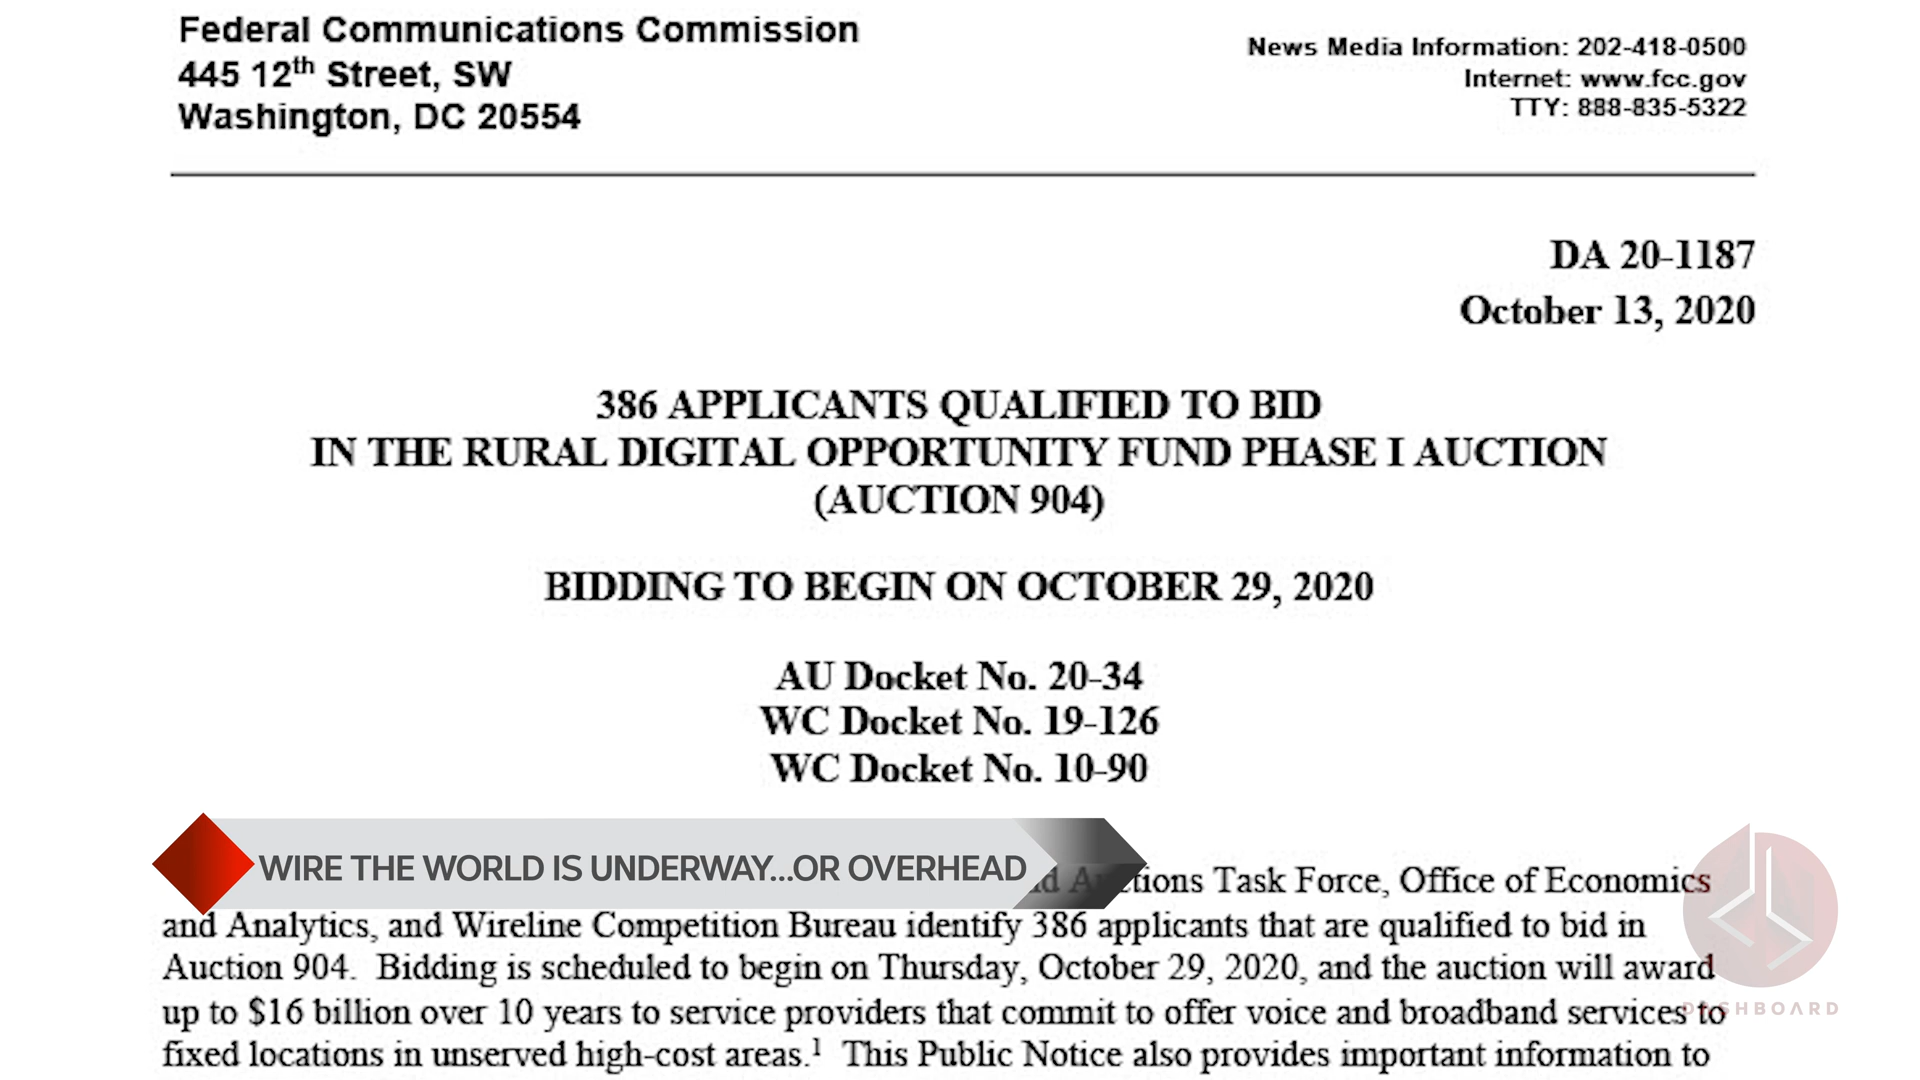 Federal Communications Commission
445 12th Street, SW
Washington, DC 20554
News Media Information: 202-418-0500
Internet: www.fcc.gov
TTY: 888-835-5322
DA 20-1187
October 13, 2020
386 APPLICANTS QUALIFIED TO BID
IN THE RURAL DIGITAL OPPORTUNITY FUND PHASE I AUCTION
(AUCTION 904)
BIDDING TO BEGIN ON OCTOBER 29, 2020
AU Docket No. 20-34
WC Docket No. 19-126
WC Docket No. 10-90
WIRE THE WORLD IS UNDERWAY...OR OVERHEAD
Task Force, Office of Economics
and Analytics, and Wireline Competition Bureau identify 386 applicants that are qualified to bid in
Auction 904. Bidding is scheduled to begin on Thursday, October 29, 2020, and the auction will award
up to $16 billion over 10 years to service providers that commit to offer voice and broadband services to
fixed locations in unserved high-cost areas.1 This Public Notice also provides important information to
DASHBOARD